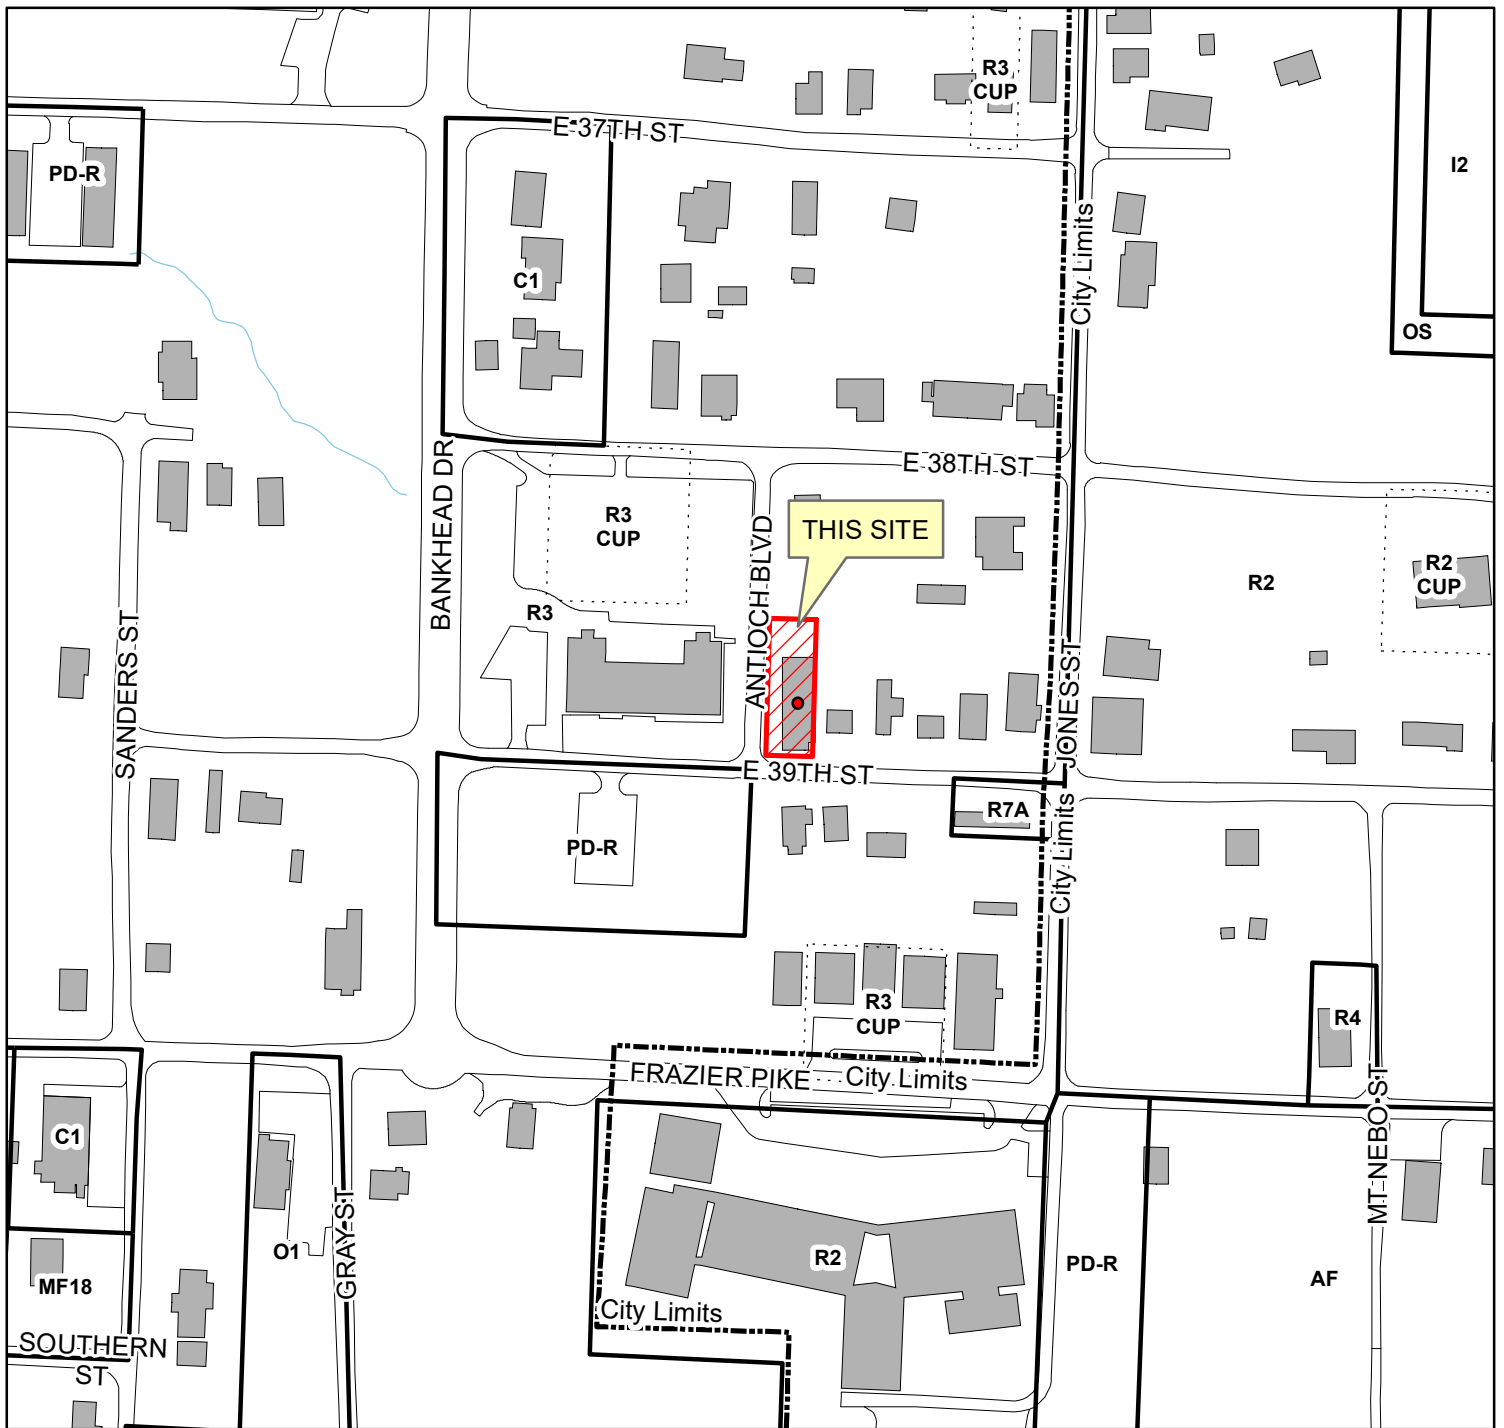 R3
CUP
E 37TH ST
I2
PD-R
City Limits
C1
OS
BANKHEAD DR
E 38TH ST
R3
CUP
THIS SITE
ANTIOCH BLVD
R2
R2
CUP
R3
SANDERS ST
JONES ST
E 39TH ST
R7A
PD-R
City Limits
R3
CUP
R4
FRAZIER PIKE
City Limits
MT NEBO ST
C1
GRAY ST
O1
R2
PD-R
AF
MF18
City Limits
SOUTHERN
ST